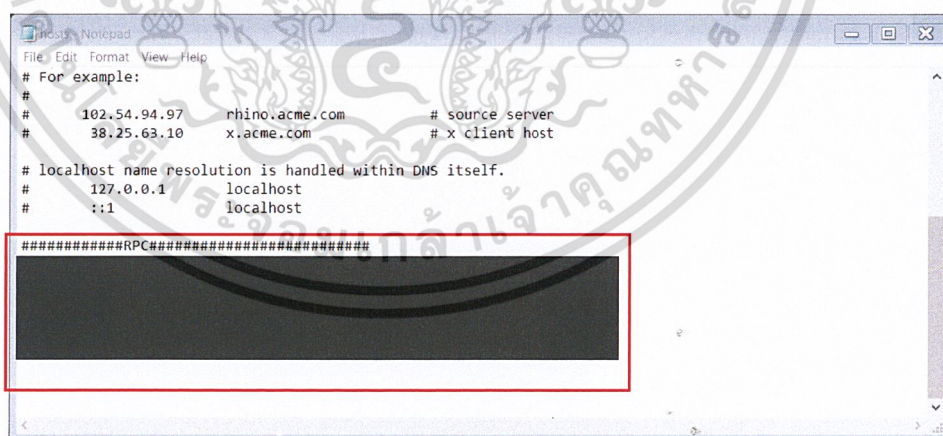 hosts - Notepad
File Edit Format View Help
# For example:
#
#      102.54.94.97     rhino.acme.com          # source server
#       38.25.63.10     x.acme.com              # x client host
# localhost name resolution is handled within DNS itself.
#       127.0.0.1       localhost
#       ::1             localhost
############RPC##########################